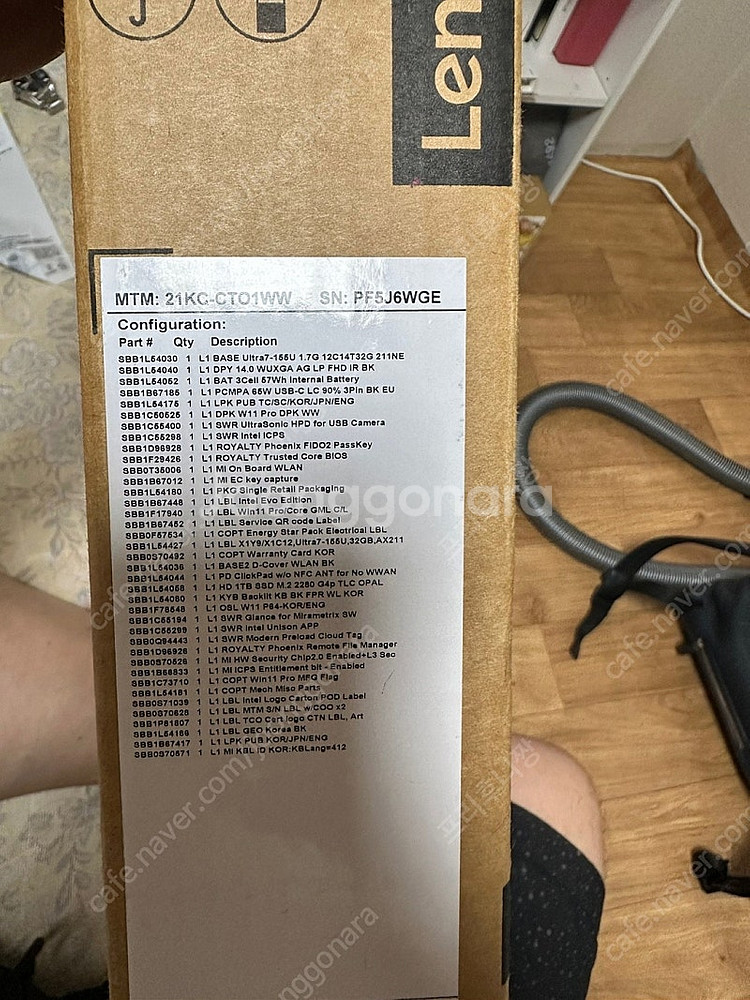 Len
MTM: 21KC-CTO1WW SN: PF5J6WGE
Configuration:
Part # Qty Description
SBB1L54030 1 L1 BASE Ultra7-155U 1.7G 12C14T32G 211NE
SBB1L54040 1 L1 DPY 14.0 WUXGA AG LP FHD IR BK
SBB1L54052 1 L1 BAT 3Cell 57Wh Internal Battery
SBB1B67185 1 L1 PCMPA 65W USB-C LC 90% 3Pin BK EU
SBB1L54175 1 L1 LPK PUB TC/SC/KOR/JPN/ENG
SBB1C50525 1 L1 DPK W11 Pro DPK WW
SBB1C55400 1 L1 SWR UltraSonic HPD for USB Camera
SBB1C55298 1 L1 SWR Intel ICPS
SBB1D96928 1 L1 ROYALTY Phoenix FIDO2 PassKey
SBB1F29426 1 L1 ROYALTY Trusted Core BIOS
SBB0T35006 1 L1 MI On Board WLAN
SBB1B67012 1 L1 MI EC key capture
SBB1L54180 1 L1 PKG Single Retail Packaging
SBB1B67448 1 L1 LBL Intel Evo Edition
SBB1F17940 1 L1 LBL Win11 Pro/Core GML C/L
SBB1B67452 1 L1 LBL Service QR code Label
SBB0F57534 1 L1 COPT Energy Star Pack Electrical LBL
SBB1L54427 1 L1 LBL X1Y9/X1C12,Ultra7-155U,32GB,AX211
SBB0S70492 1 L1 COPT Warranty Card KOR
SBB1L54036 1 L1 BASE2 D-Cover WLAN BK
SBB1L54044 1 L1 PD ClickPad w/o NFC ANT for No WWAN
SBB1L54058 1 L1 HD 1TB SSD M.2 2280 G4p TLC OPAL
SBB1L54080 1 L1 KYB Backlit KB BK FPR WL KOR
SBB1F78548 1 L1 OSL W11 P64-KOR/ENG
SBB1C55194 1 L1 SWR Glance for Mirametrix SW
SBB1C55299 1 L1 SWR Intel Unison APP
SBB0Q94443 1 L1 SWR Modern Preload Cloud Tag
SBB1D96928 1 L1 ROYALTY Phoenix Remote File Manager
SBB0S70526 1 L1 MI HW Security Chip2.0 Enabled+L3 Sec
SBB1B66833 1 L1 MI ICPS Entitlement bit - Enabled
SBB1C73710 1 L1 COPT Win11 Pro MFG Flag
SBB1L54181 1 L1 COPT Mech Misc Parts
SBB0S71039 1 L1 LBL Intel Logo Carton POD Label
SBB0S70628 1 L1 LBL MTM S/N LBL w/COO x2
SBB1P81807 1 L1 LBL TCO Cert logo CTN LBL, Art
SBB1L54186 1 L1 LBL GEO Korea BK
SBB1B67417 1 L1 LPK PUB KOR/JPN/ENG
SBB0S70571 1 L1 MI KBL ID KOR:KBLang=412